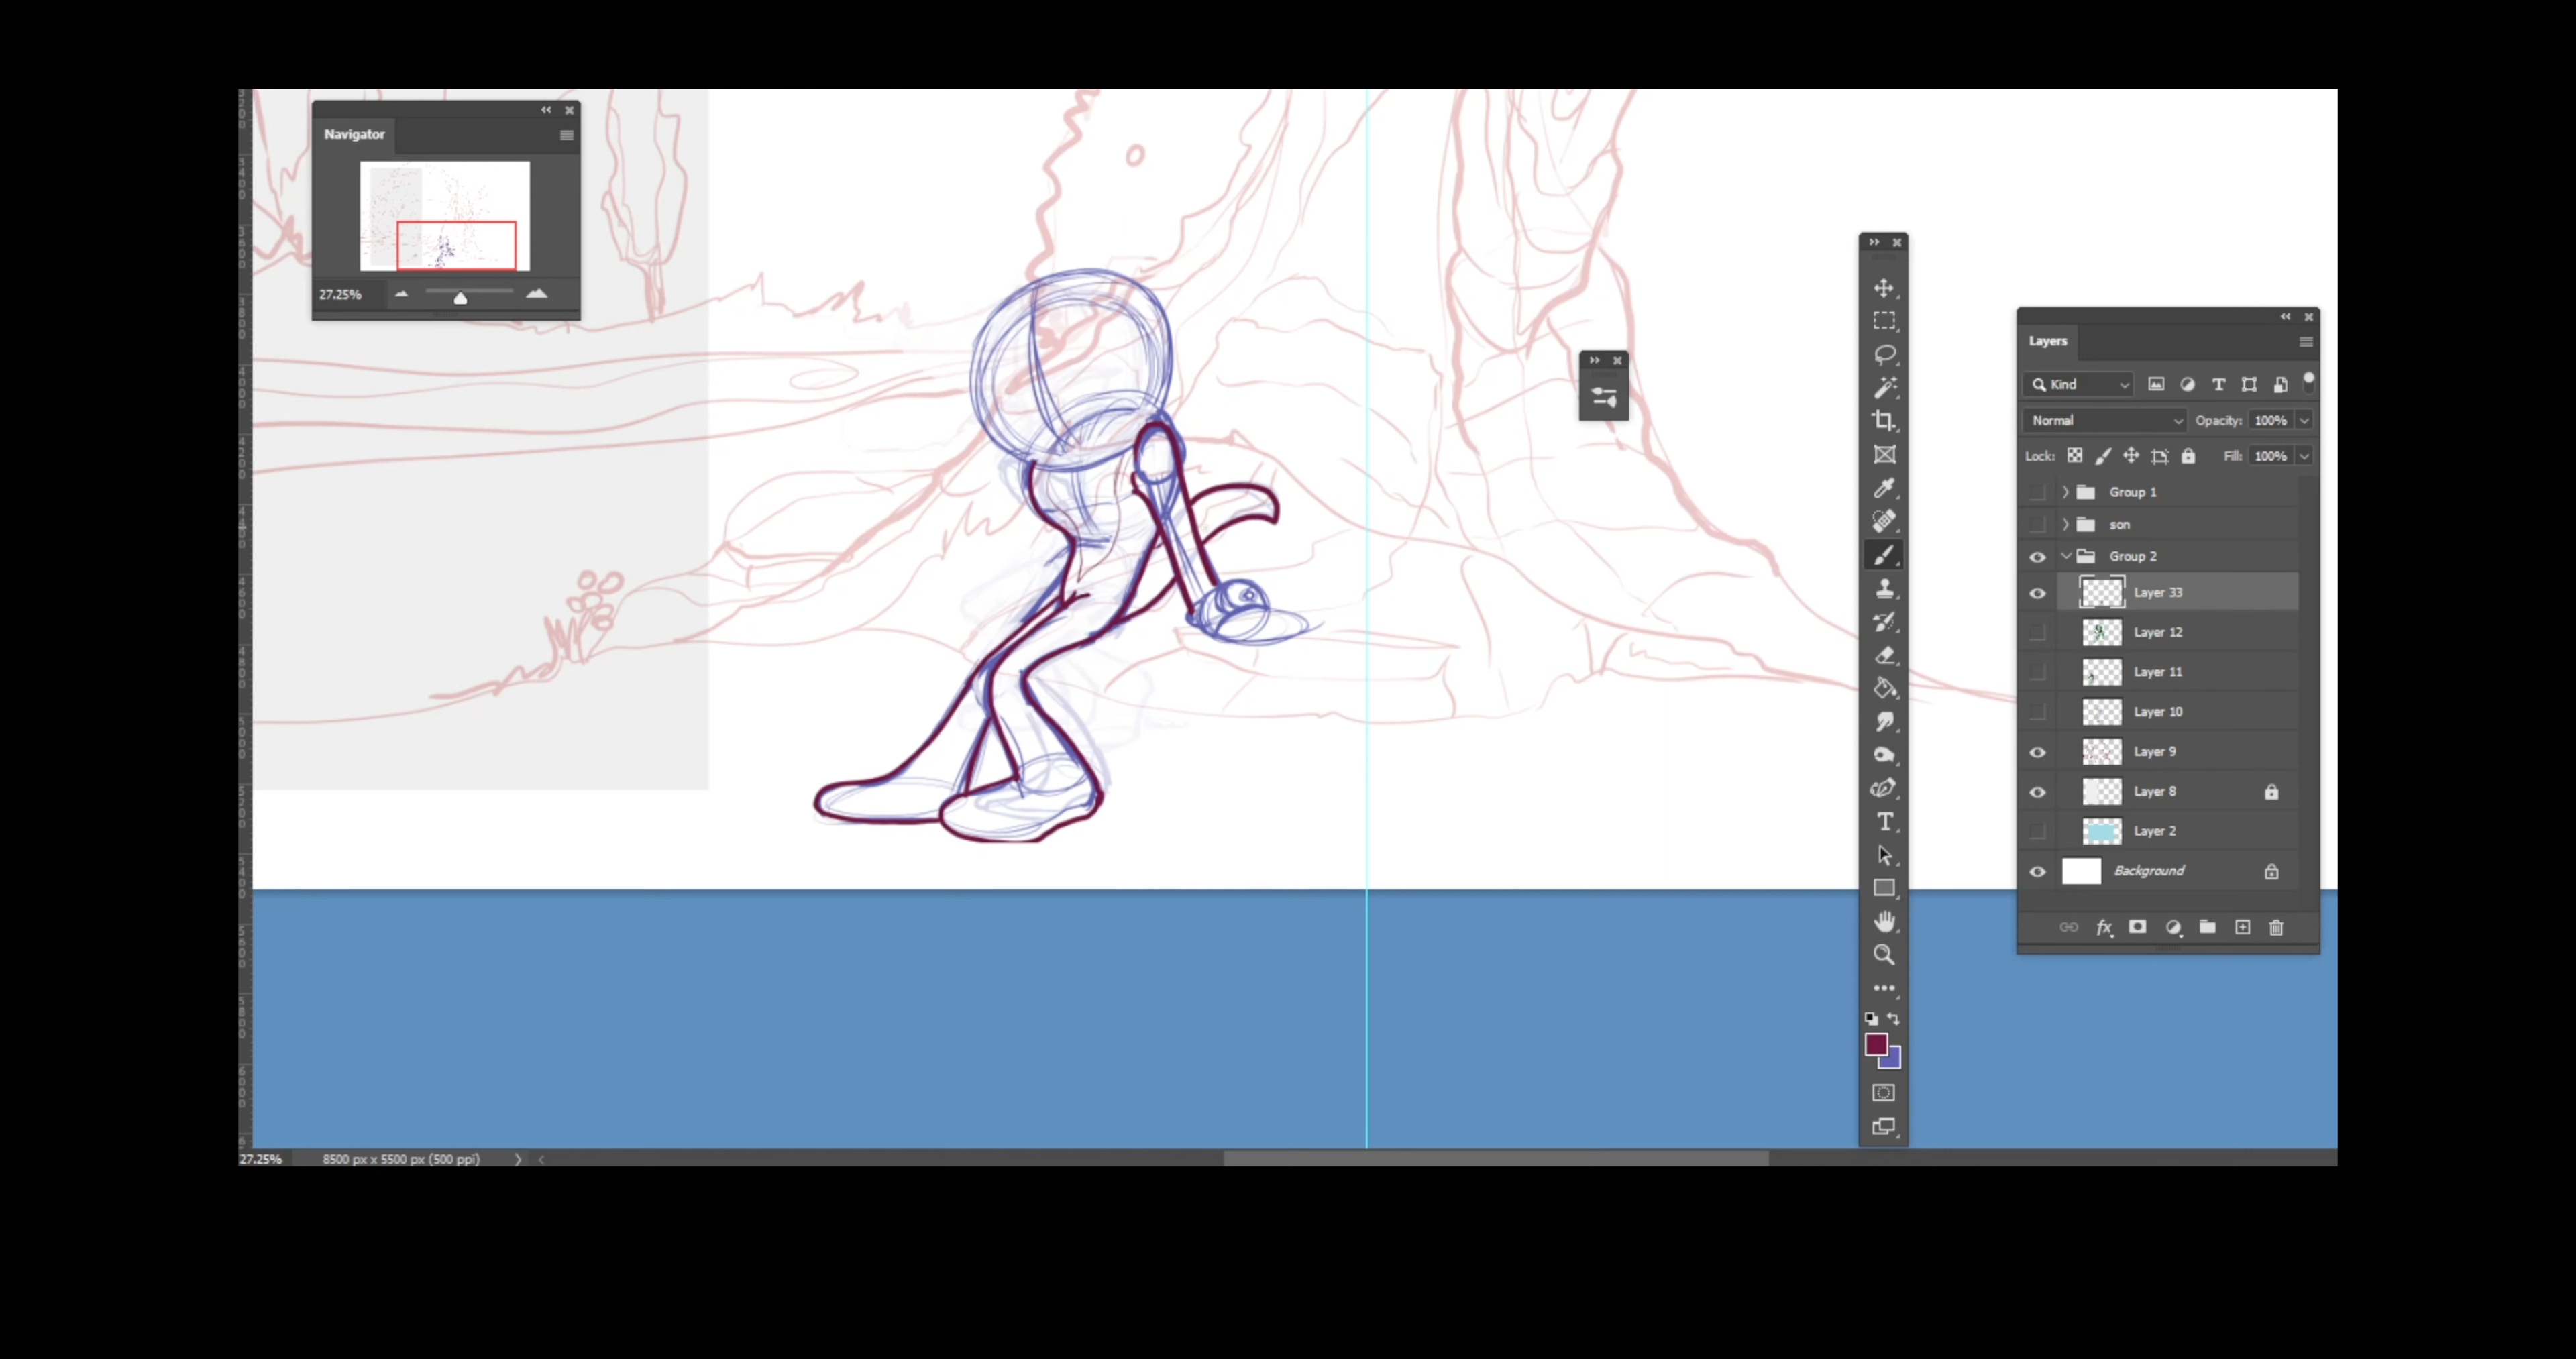 Navigator
27.25%
Layers
Kind
Normal
Opacity: 100%
Lock:
Fill: 100%
Group 1
son
Group 2
Layer 33
Layer 12
Layer 11
Layer 10
Layer 9
Layer 8
Layer 2
Background
fx
27.25%
8500 px x 5500 px (500 ppi)